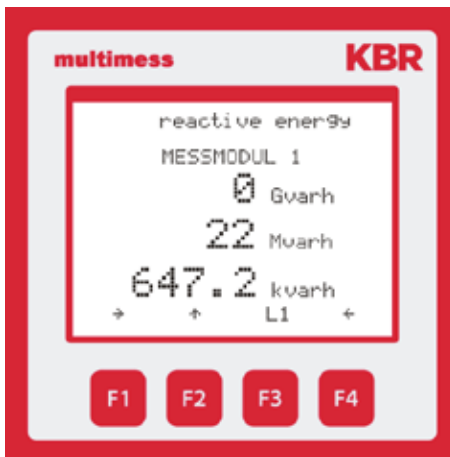 multimess KBR
reactive energy
MESSMODUL 1
0 Gvarh
22 Mvarh
647.2 kvarh
→ ↑ L1 ←
F1 F2 F3 F4